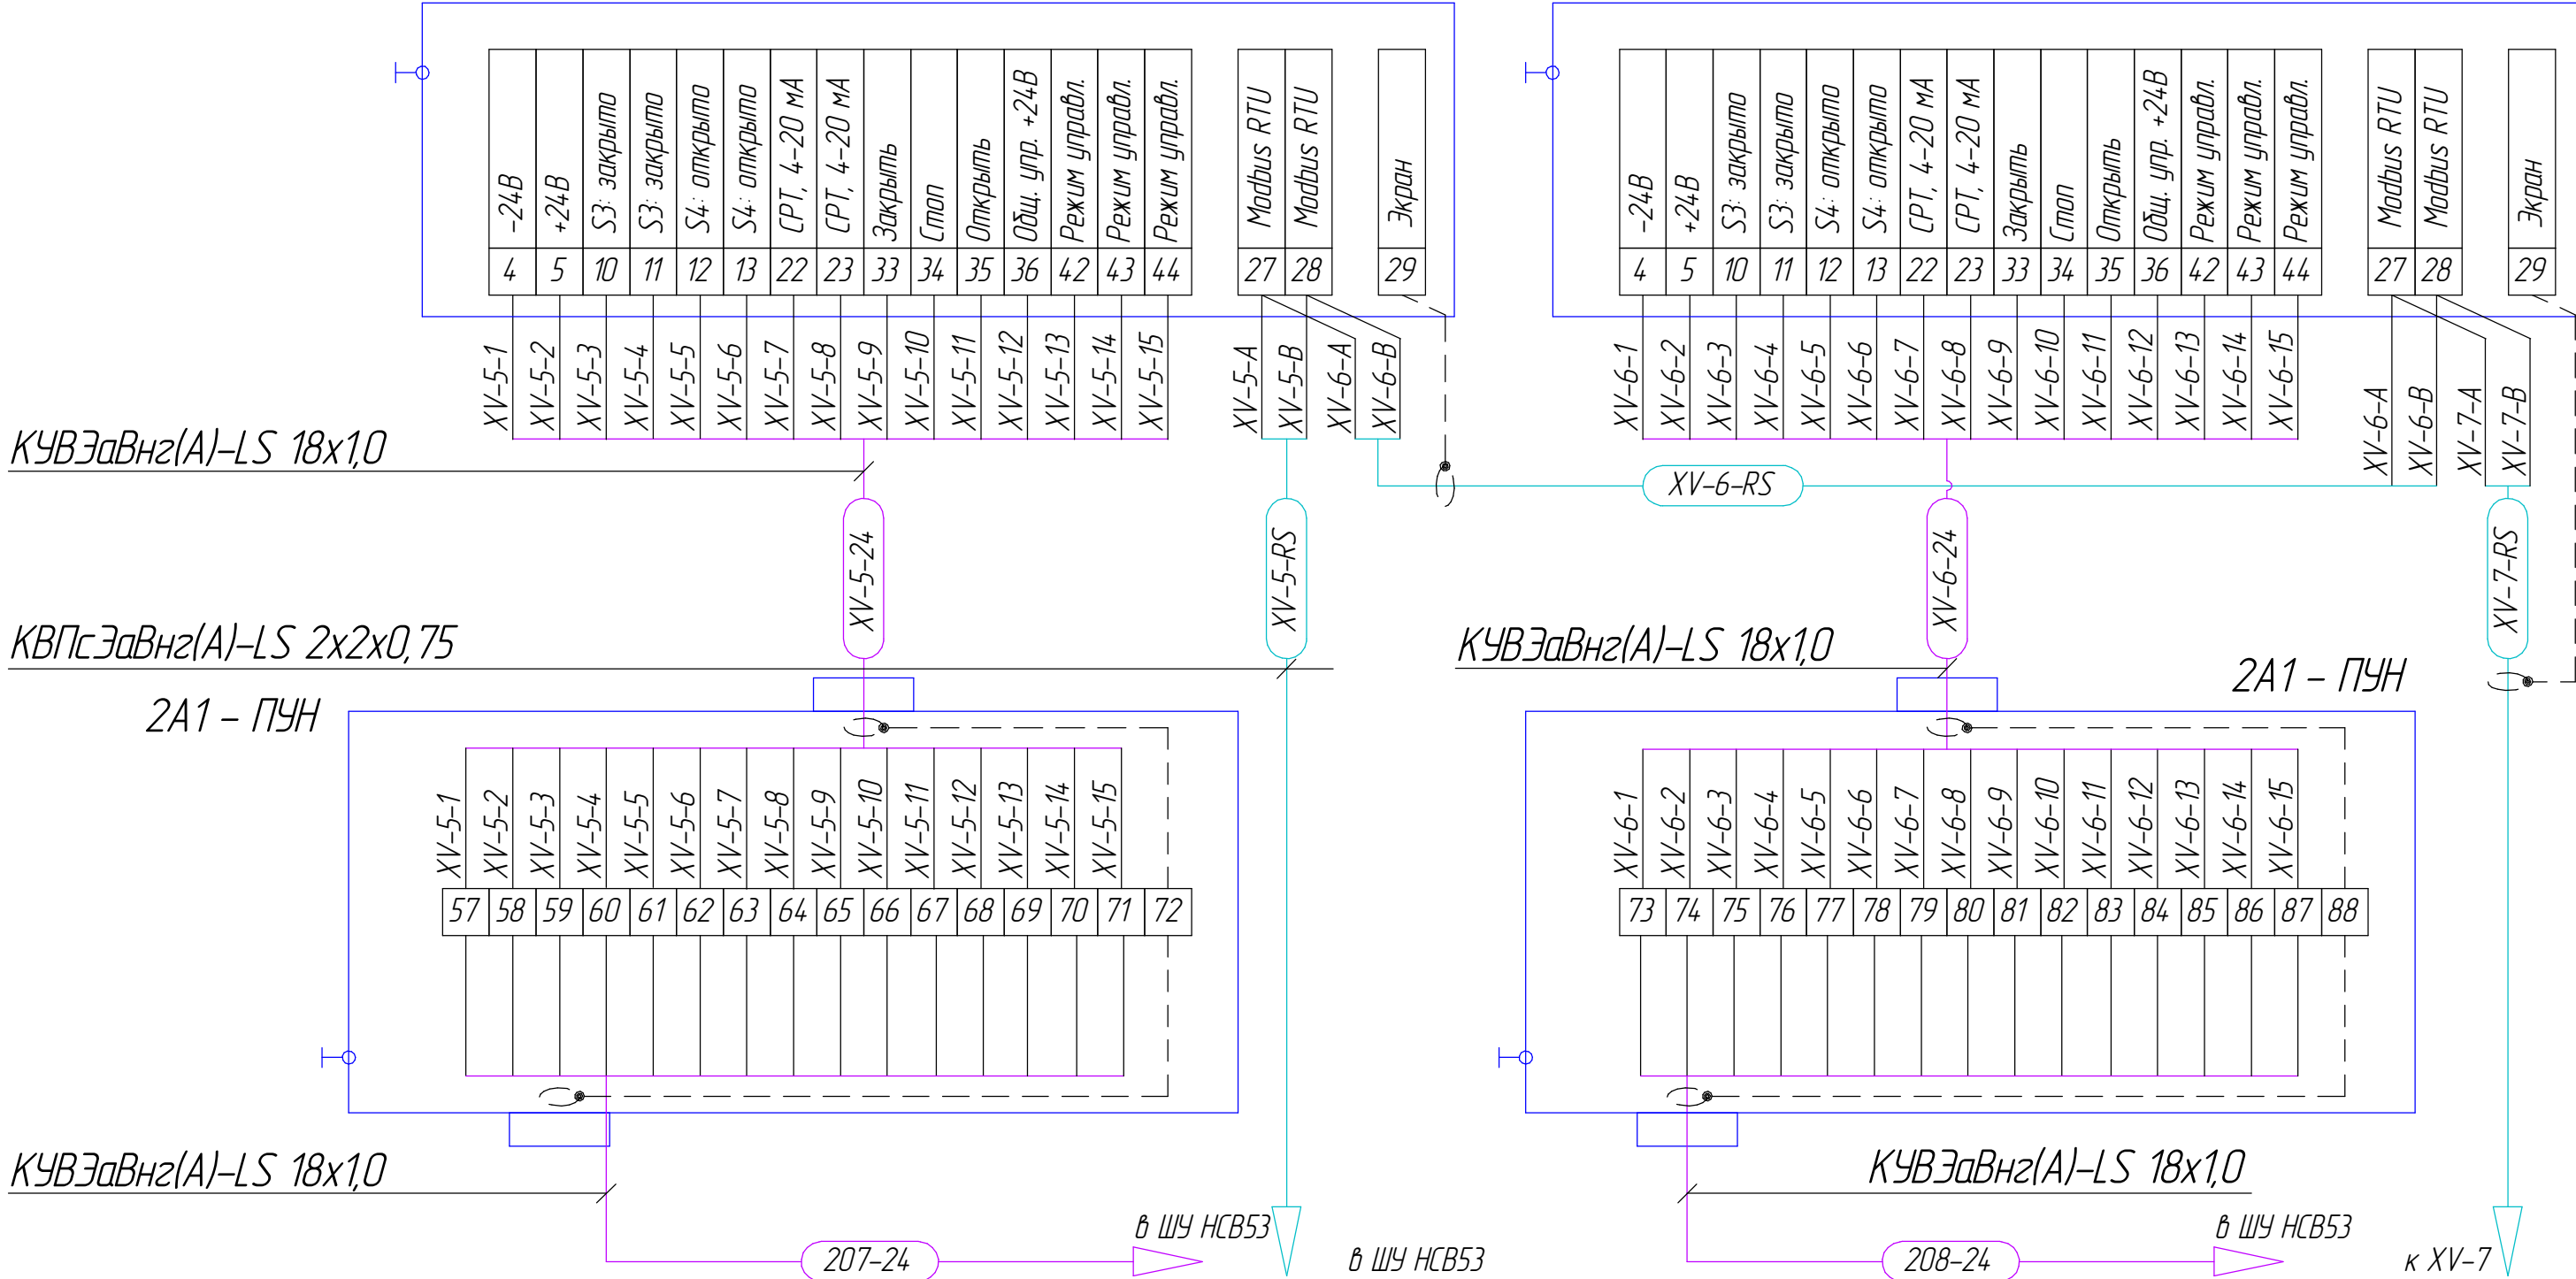 -24В
+24В
S3: закрыто
S3: закрыто
S4: открыто
S4: открыто
СРТ, 4-20 мА
СРТ, 4-20 мА
Закрыть
Стоп
Открыть
Общ. упр. +24В
Режим управл.
Режим управл.
Режим управл.
Modbus RTU
Modbus RTU
Экран
4 5 10 11 12 13 22 23 33 34 35 36 42 43 44 27 28 29
XV-5-1
XV-5-2
XV-5-3
XV-5-4
XV-5-5
XV-5-6
XV-5-7
XV-5-8
XV-5-9
XV-5-10
XV-5-11
XV-5-12
XV-5-13
XV-5-14
XV-5-15
XV-5-A
XV-5-B
XV-6-A
XV-6-B
КУВЭаВнг(А)-LS 18х1,0
XV-5-24
XV-5-RS
XV-6-RS
КВПсЭаВнг(А)-LS 2х2х0,75
2А1 - ПУН
XV-5-1
XV-5-2
XV-5-3
XV-5-4
XV-5-5
XV-5-6
XV-5-7
XV-5-8
XV-5-9
XV-5-10
XV-5-11
XV-5-12
XV-5-13
XV-5-14
XV-5-15
57 58 59 60 61 62 63 64 65 66 67 68 69 70 71 72
КУВЭаВнг(А)-LS 18х1,0
207-24
в ШУ НСВ53
в ШУ НСВ53
-24В
+24В
S3: закрыто
S3: закрыто
S4: открыто
S4: открыто
СРТ, 4-20 мА
СРТ, 4-20 мА
Закрыть
Стоп
Открыть
Общ. упр. +24В
Режим управл.
Режим управл.
Режим управл.
Modbus RTU
Modbus RTU
Экран
4 5 10 11 12 13 22 23 33 34 35 36 42 43 44 27 28 29
XV-6-1
XV-6-2
XV-6-3
XV-6-4
XV-6-5
XV-6-6
XV-6-7
XV-6-8
XV-6-9
XV-6-10
XV-6-11
XV-6-12
XV-6-13
XV-6-14
XV-6-15
XV-6-A
XV-6-B
XV-7-A
XV-7-B
XV-6-24
XV-7-RS
КУВЭаВнг(А)-LS 18х1,0
2А1 - ПУН
XV-6-1
XV-6-2
XV-6-3
XV-6-4
XV-6-5
XV-6-6
XV-6-7
XV-6-8
XV-6-9
XV-6-10
XV-6-11
XV-6-12
XV-6-13
XV-6-14
XV-6-15
73 74 75 76 77 78 79 80 81 82 83 84 85 86 87 88
КУВЭаВнг(А)-LS 18х1,0
208-24
в ШУ НСВ53
к XV-7